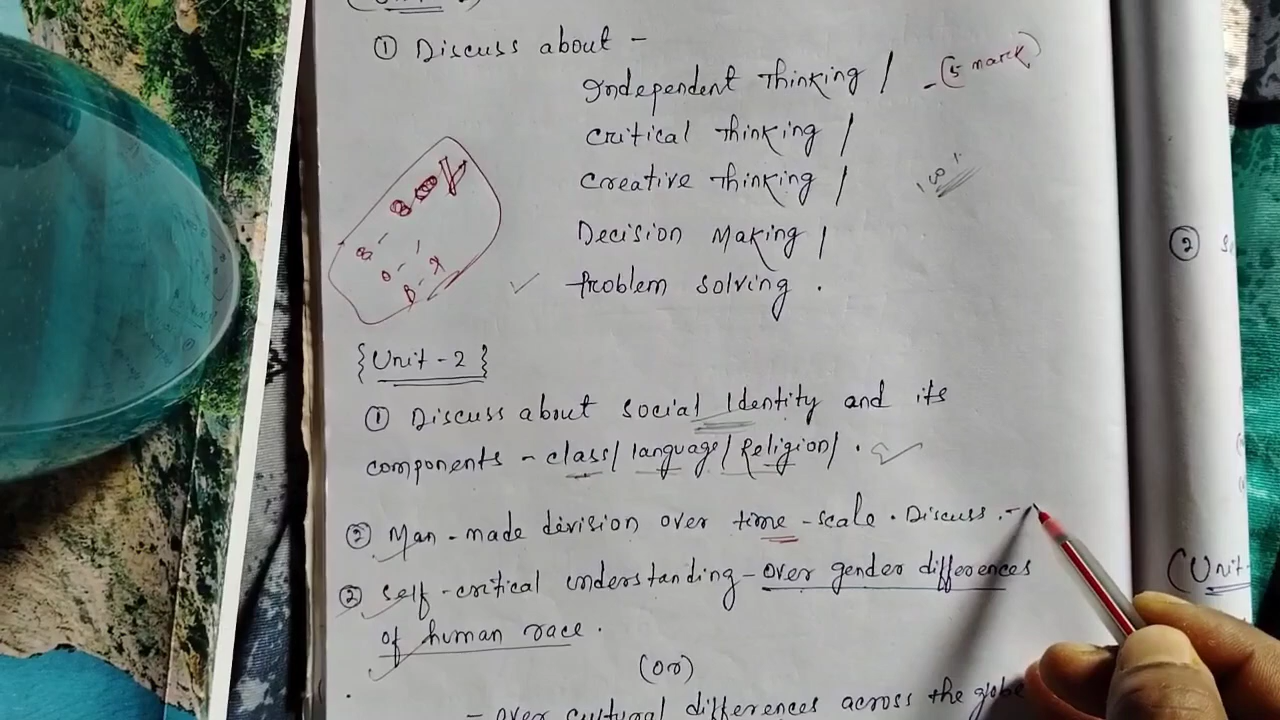 ① Discuss about -
Independent Thinking / - (5 mark)
critical Thinking /
creative Thinking /
Decision Making /
Problem solving .
{Unit - 2}
① Discuss about social Identity and its
components - class/ language/ Religion/ .
② Man - made division over time - scale . Discuss . -
③ Self - critical understanding - over gender differences
of human race .
(or)
- over cultural differences across the globe
②
(Unit-